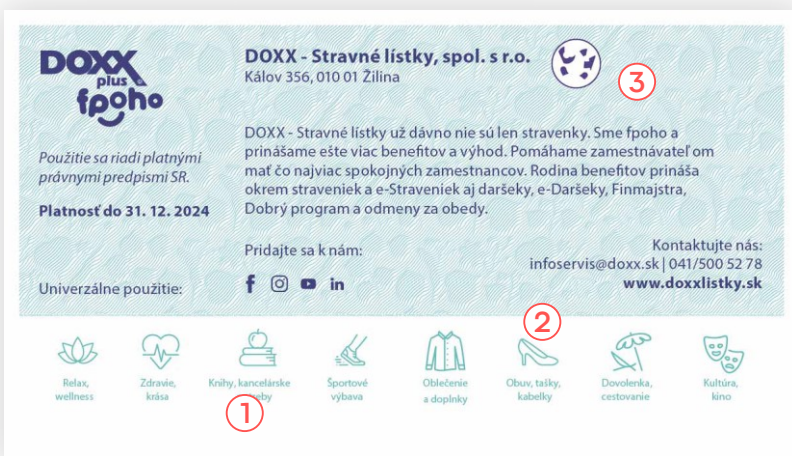 DOXX
plus
fpoho
DOXX - Stravné lístky, spol. s r.o.
Kálov 356, 010 01 Žilina
3
Použitie sa riadi platnými
právnymi predpismi SR.
Platnosť do 31. 12. 2024
DOXX - Stravné lístky už dávno nie sú len stravenky. Sme fpoho a
prinášame ešte viac benefitov a výhod. Pomáhame zamestnávateľom
mať čo najviac spokojných zamestnancov. Rodina benefitov prináša
okrem straveniek a e-Straveniek aj daršeky, e-Daršeky, Finmajstra,
Dobrý program a odmeny za obedy.
Pridajte sa k nám:
Kontaktujte nás:
infoservis@doxx.sk | 041/500 52 78
www.doxxlistky.sk
Univerzálne použitie:
f in
2
Relax,
wellness
Zdravie,
krása
Knihy, kancelárske
1
Športové
výbava
Oblečenie
a doplnky
Obuv, tašky,
kabelky
Dovolenka,
cestovanie
Kultúra,
kino